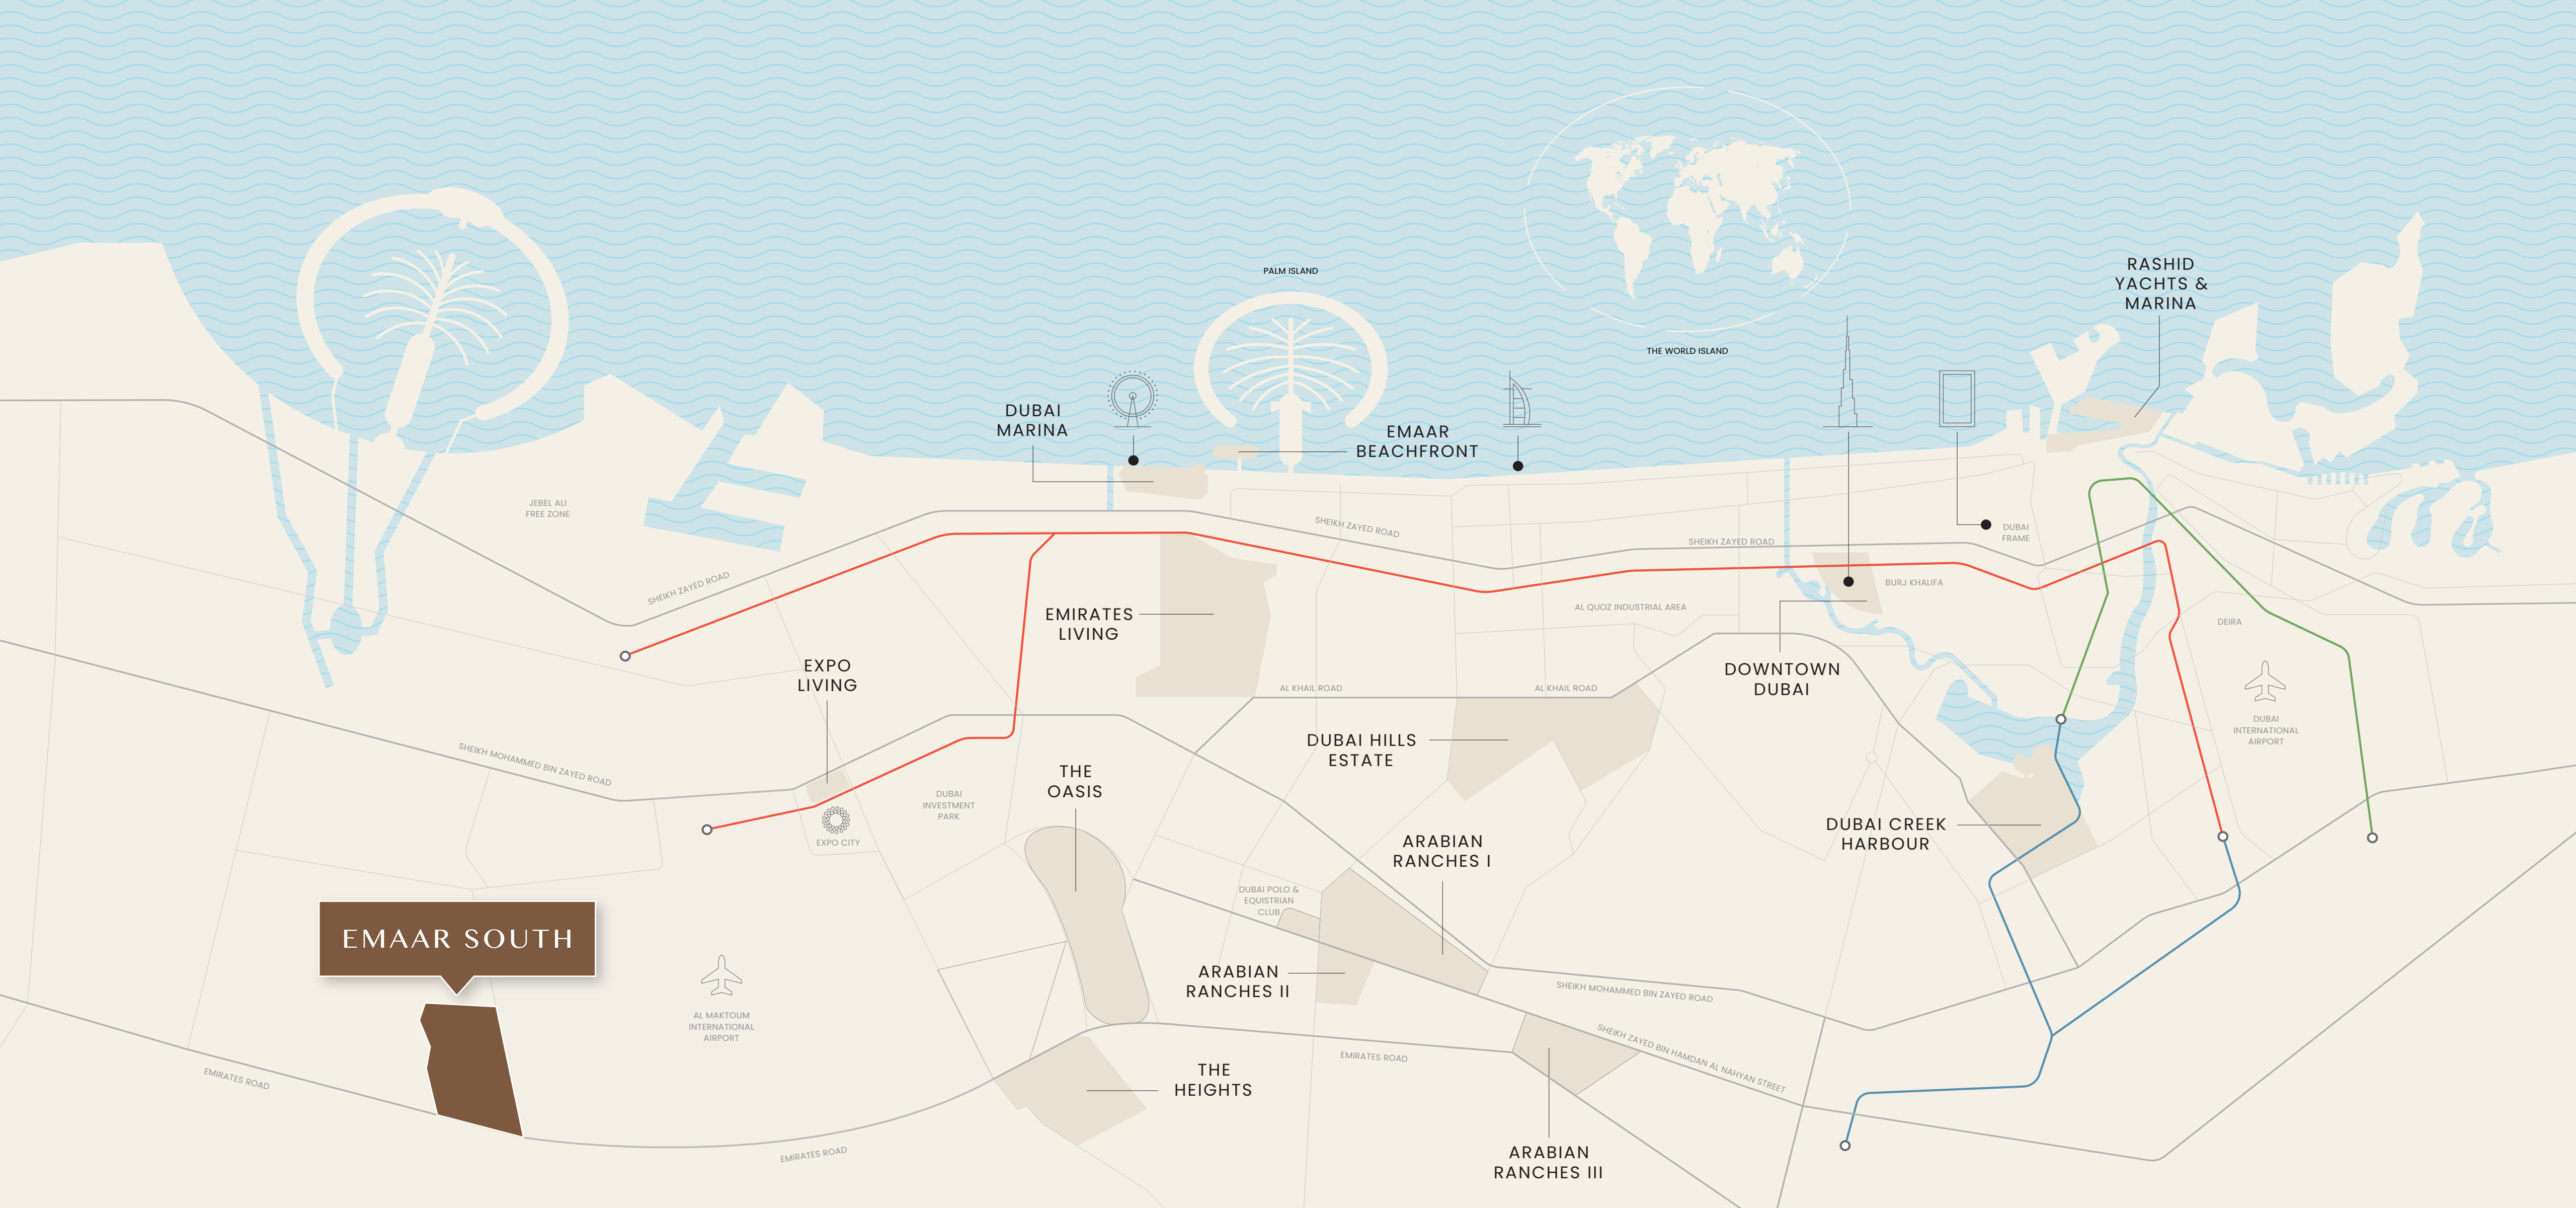 PALM ISLAND
THE WORLD ISLAND
RASHID
YACHTS &
MARINA
DUBAI
MARINA
EMAAR
BEACHFRONT
JEBEL ALI
FREE ZONE
SHEIKH ZAYED ROAD
SHEIKH ZAYED ROAD
SHEIKH ZAYED ROAD
DUBAI
FRAME
BURJ KHALIFA
AL QUOZ INDUSTRIAL AREA
DEIRA
EMIRATES
LIVING
EXPO
LIVING
DOWNTOWN
DUBAI
AL KHAIL ROAD
AL KHAIL ROAD
DUBAI
INTERNATIONAL
AIRPORT
SHEIKH MOHAMMED BIN ZAYED ROAD
DUBAI HILLS
ESTATE
THE
OASIS
DUBAI
INVESTMENT
PARK
EXPO CITY
ARABIAN
RANCHES I
DUBAI CREEK
HARBOUR
DUBAI POLO &
EQUESTRIAN
CLUB
EMAAR SOUTH
ARABIAN
RANCHES II
SHEIKH MOHAMMED BIN ZAYED ROAD
AL MAKTOUM
INTERNATIONAL
AIRPORT
SHEIKH ZAYED BIN HAMDAN AL NAHYAN STREET
EMIRATES ROAD
EMIRATES ROAD
THE
HEIGHTS
EMIRATES ROAD
ARABIAN
RANCHES III